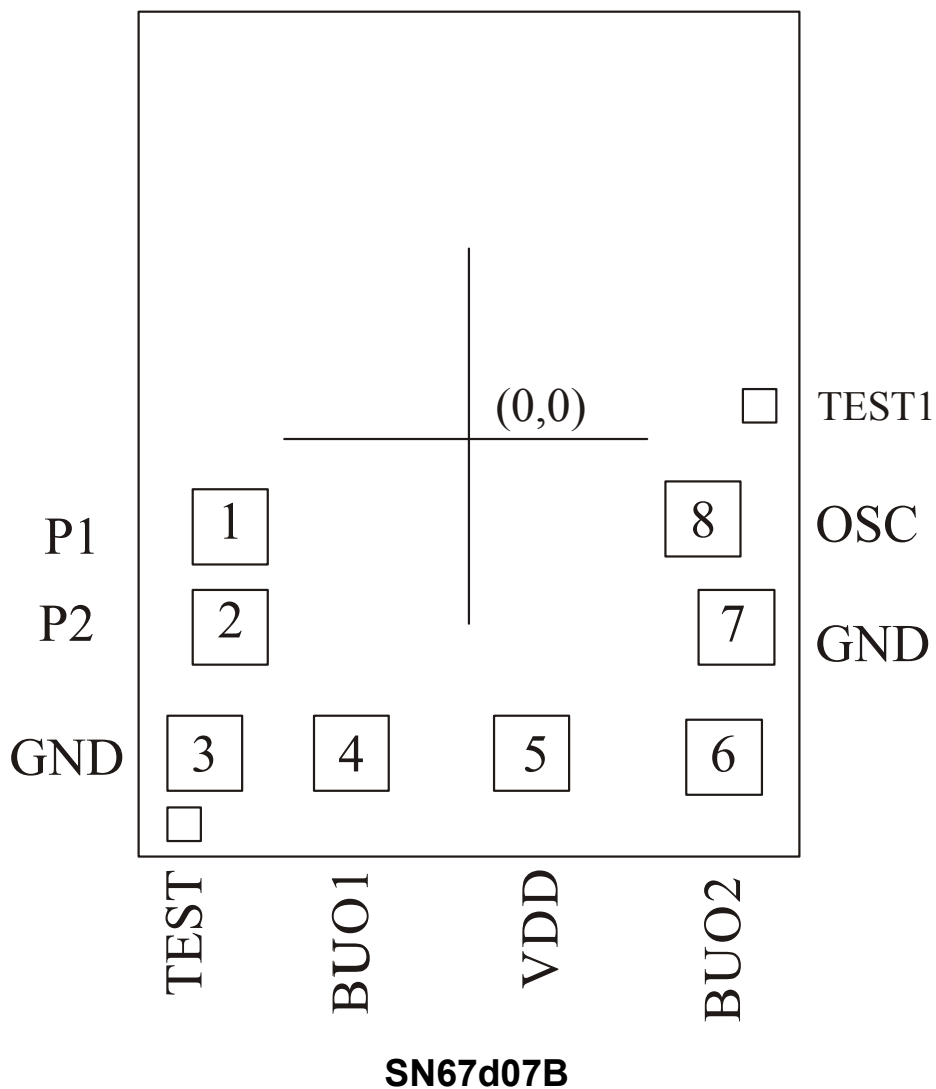 (0,0)
TEST1
P1
1
8
OSC
P2
2
7
GND
GND
3
4
5
6
TEST
BUO1
VDD
BUO2
SN67d07B